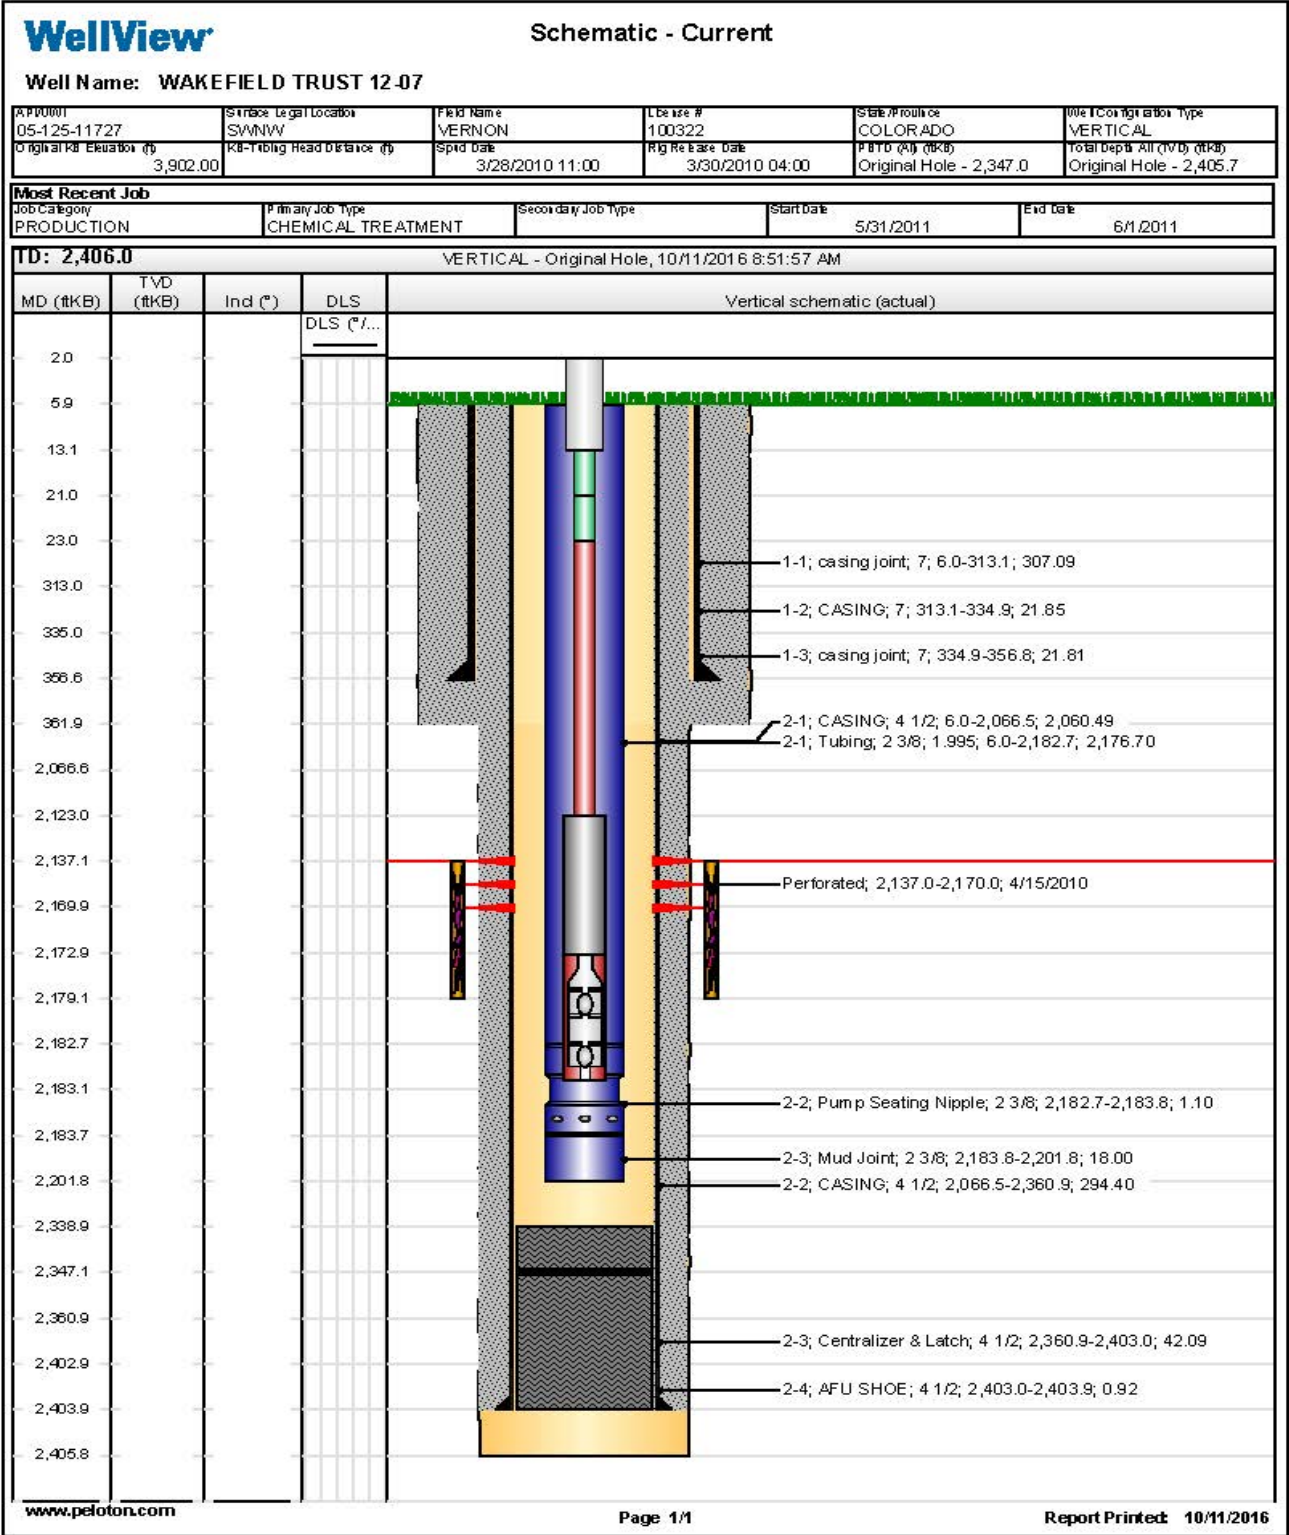 WellView
Schematic - Current
Well Name: WAKEFIELD TRUST 12-07
API/UWI Surface Legal Location Field Name License # State/Province Well Configuration Type
05-125-11727 SWNW VERNON 100322 COLORADO VERTICAL
Original KB Elevation (ft) KB-Tubing Head Distance (ft) Spud Date Rig Release Date PBTD (All) (ftKB) Total Depth All (TVD) (ftKB)
3,902.00 3/28/2010 11:00 3/30/2010 04:00 Original Hole - 2,347.0 Original Hole - 2,405.7
Most Recent Job
Job Category Primary Job Type Secondary Job Type Start Date End Date
PRODUCTION CHEMICAL TREATMENT 5/31/2011 6/1/2011
TD: 2,406.0 VERTICAL - Original Hole, 10/11/2016 8:51:57 AM
MD (ftKB) TVD (ftKB) Incl (°) DLS Vertical schematic (actual)
DLS (°/...
2.0
5.9
13.1
21.0
23.0
1-1; casing joint; 7; 6.0-313.1; 307.09
313.0
1-2; CASING; 7; 313.1-334.9; 21.85
335.0
1-3; casing joint; 7; 334.9-356.8; 21.81
356.6
361.9
2-1; CASING; 4 1/2; 6.0-2,066.5; 2,060.49
2-1; Tubing; 2 3/8; 1.995; 6.0-2,182.7; 2,176.70
2,066.6
2,123.0
2,137.1
Perforated; 2,137.0-2,170.0; 4/15/2010
2,169.9
2,172.9
2,179.1
2,182.7
2,183.1
2-2; Pump Seating Nipple; 2 3/8; 2,182.7-2,183.8; 1.10
2,183.7
2-3; Mud Joint; 2 3/8; 2,183.8-2,201.8; 18.00
2,201.8
2-2; CASING; 4 1/2; 2,066.5-2,360.9; 294.40
2,338.9
2,347.1
2,360.9
2-3; Centralizer & Latch; 4 1/2; 2,360.9-2,403.0; 42.09
2,402.9
2-4; AFU SHOE; 4 1/2; 2,403.0-2,403.9; 0.92
2,403.9
2,405.8
www.peloton.com Page 1/1 Report Printed: 10/11/2016